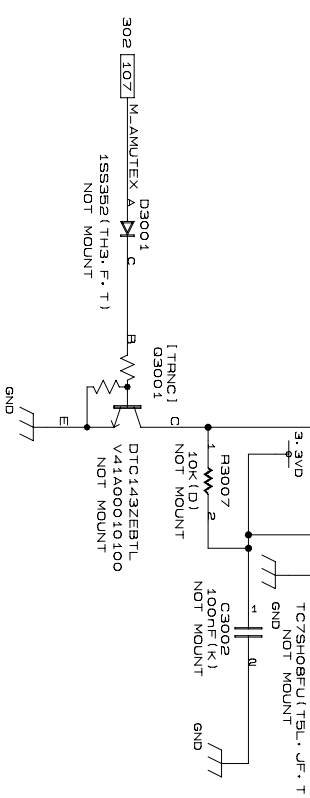 302
107
M_AMUTEX
A
D3001
C
1SS352(TH3.F.T)
NOT MOUNT
B
[TRNC]
Q3001
C
E
GND
DTC143ZEBTL
V41A00010100
NOT MOUNT
3.3VD
1
R3007
10K(D)
NOT MOUNT
2
GND
TC7SH08FU(T5L.JF.T
NOT MOUNT
1
C3002
100nF(K)
NOT MOUNT
2
GND